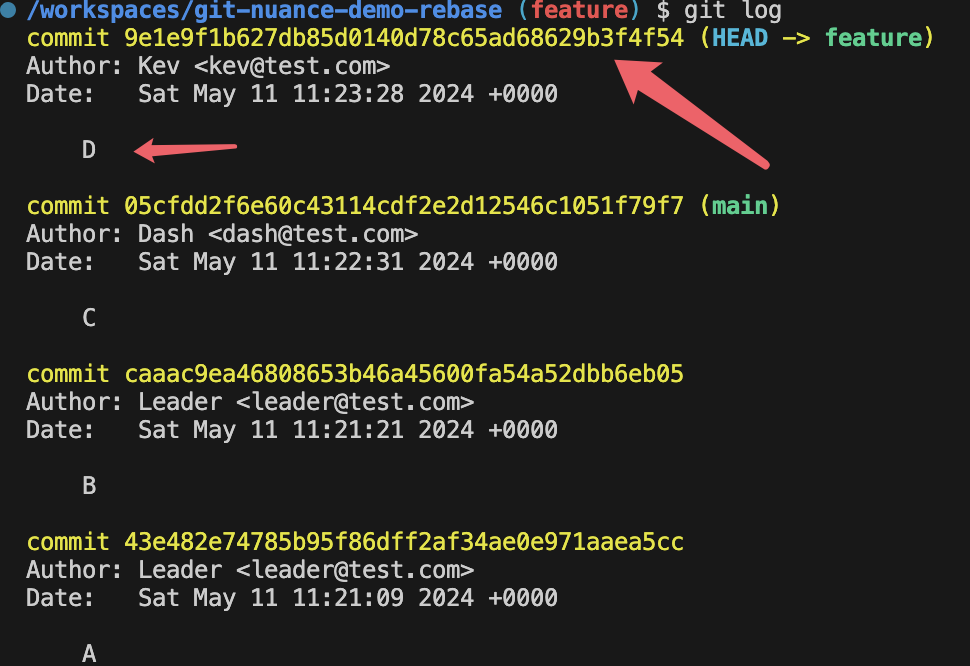 /workspaces/git-nuance-demo-rebase (feature) $ git log
commit 9e1e9f1b627db85d0140d78c65ad68629b3f4f54 (HEAD -> feature)
Author: Kev <kev@test.com>
Date:   Sat May 11 11:23:28 2024 +0000
D
commit 05cfdd2f6e60c43114cdf2e2d12546c1051f79f7 (main)
Author: Dash <dash@test.com>
Date:   Sat May 11 11:22:31 2024 +0000
C
commit caaac9ea46808653b46a45600fa54a52dbb6eb05
Author: Leader <leader@test.com>
Date:   Sat May 11 11:21:21 2024 +0000
B
commit 43e482e74785b95f86dff2af34ae0e971aaea5cc
Author: Leader <leader@test.com>
Date:   Sat May 11 11:21:09 2024 +0000
A